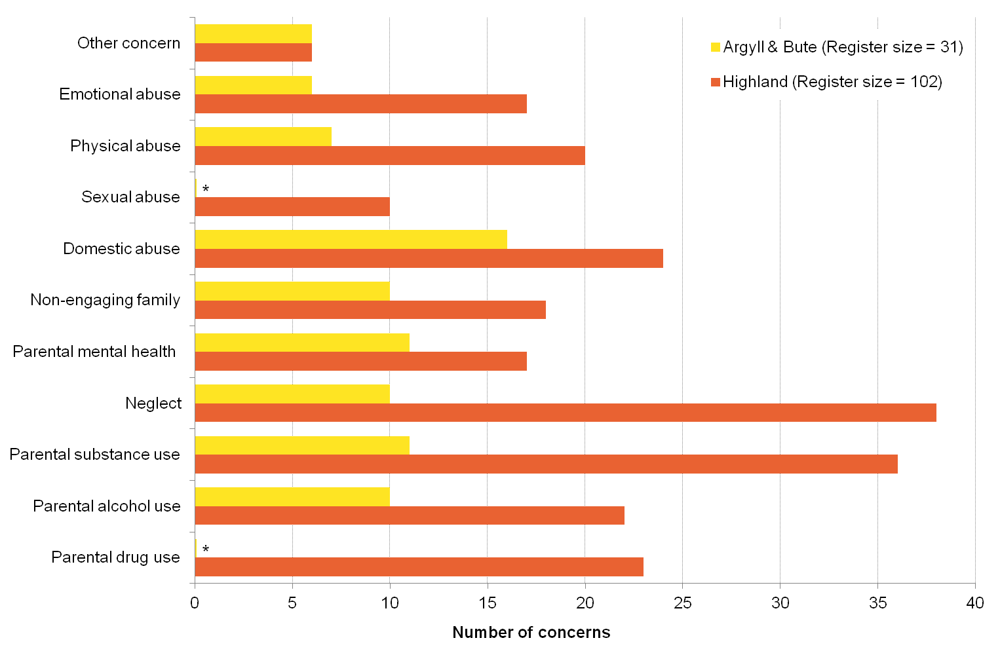 Other concern
Emotional abuse
Physical abuse
Sexual abuse
Domestic abuse
Non-engaging family
Parental mental health
Neglect
Parental substance use
Parental alcohol use
Parental drug use
*
*
Argyll & Bute (Register size = 31)
Highland (Register size = 102)
0 5 10 15 20 25 30 35 40
Number of concerns